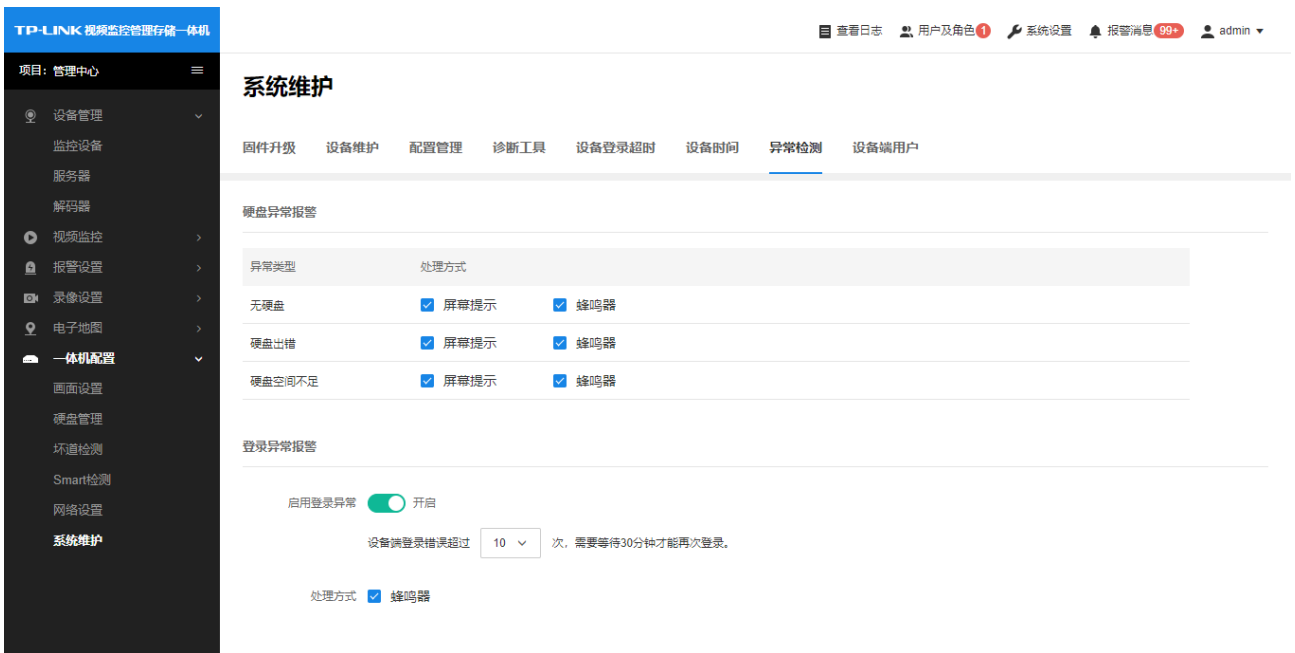 TP-LINK 视频监控管理存储一体机
查看日志 用户及角色 1 系统设置 报警消息 99+ admin
项目：管理中心
设备管理
监控设备
服务器
解码器
视频监控
报警设置
录像设置
电子地图
一体机配置
画面设置
硬盘管理
坏道检测
Smart检测
网络设置
系统维护
系统维护
固件升级 设备维护 配置管理 诊断工具 设备登录超时 设备时间 异常检测 设备端用户
硬盘异常报警
异常类型 处理方式
无硬盘 屏幕提示 蜂鸣器
硬盘出错 屏幕提示 蜂鸣器
硬盘空间不足 屏幕提示 蜂鸣器
登录异常报警
启用登录异常 开启
设备端登录错误超过 10 次，需要等待30分钟才能再次登录。
处理方式 蜂鸣器